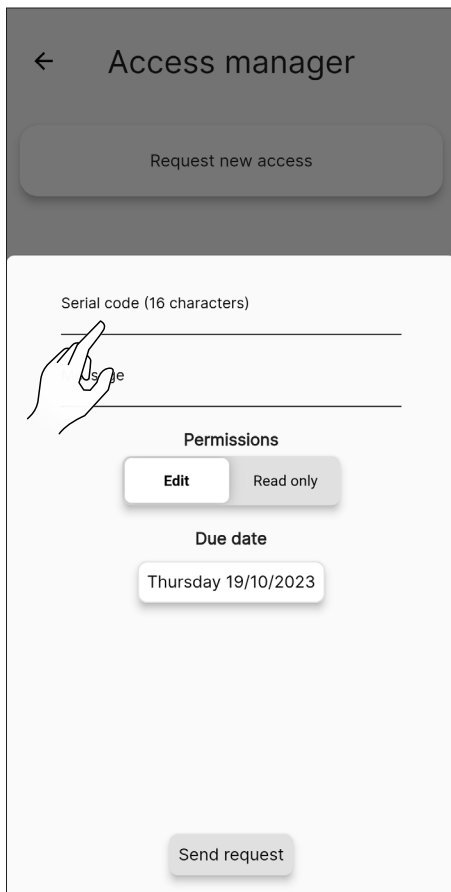 Access manager
Request new access
Serial code (16 characters)
Permissions
Edit
Read only
Due date
Thursday 19/10/2023
Send request